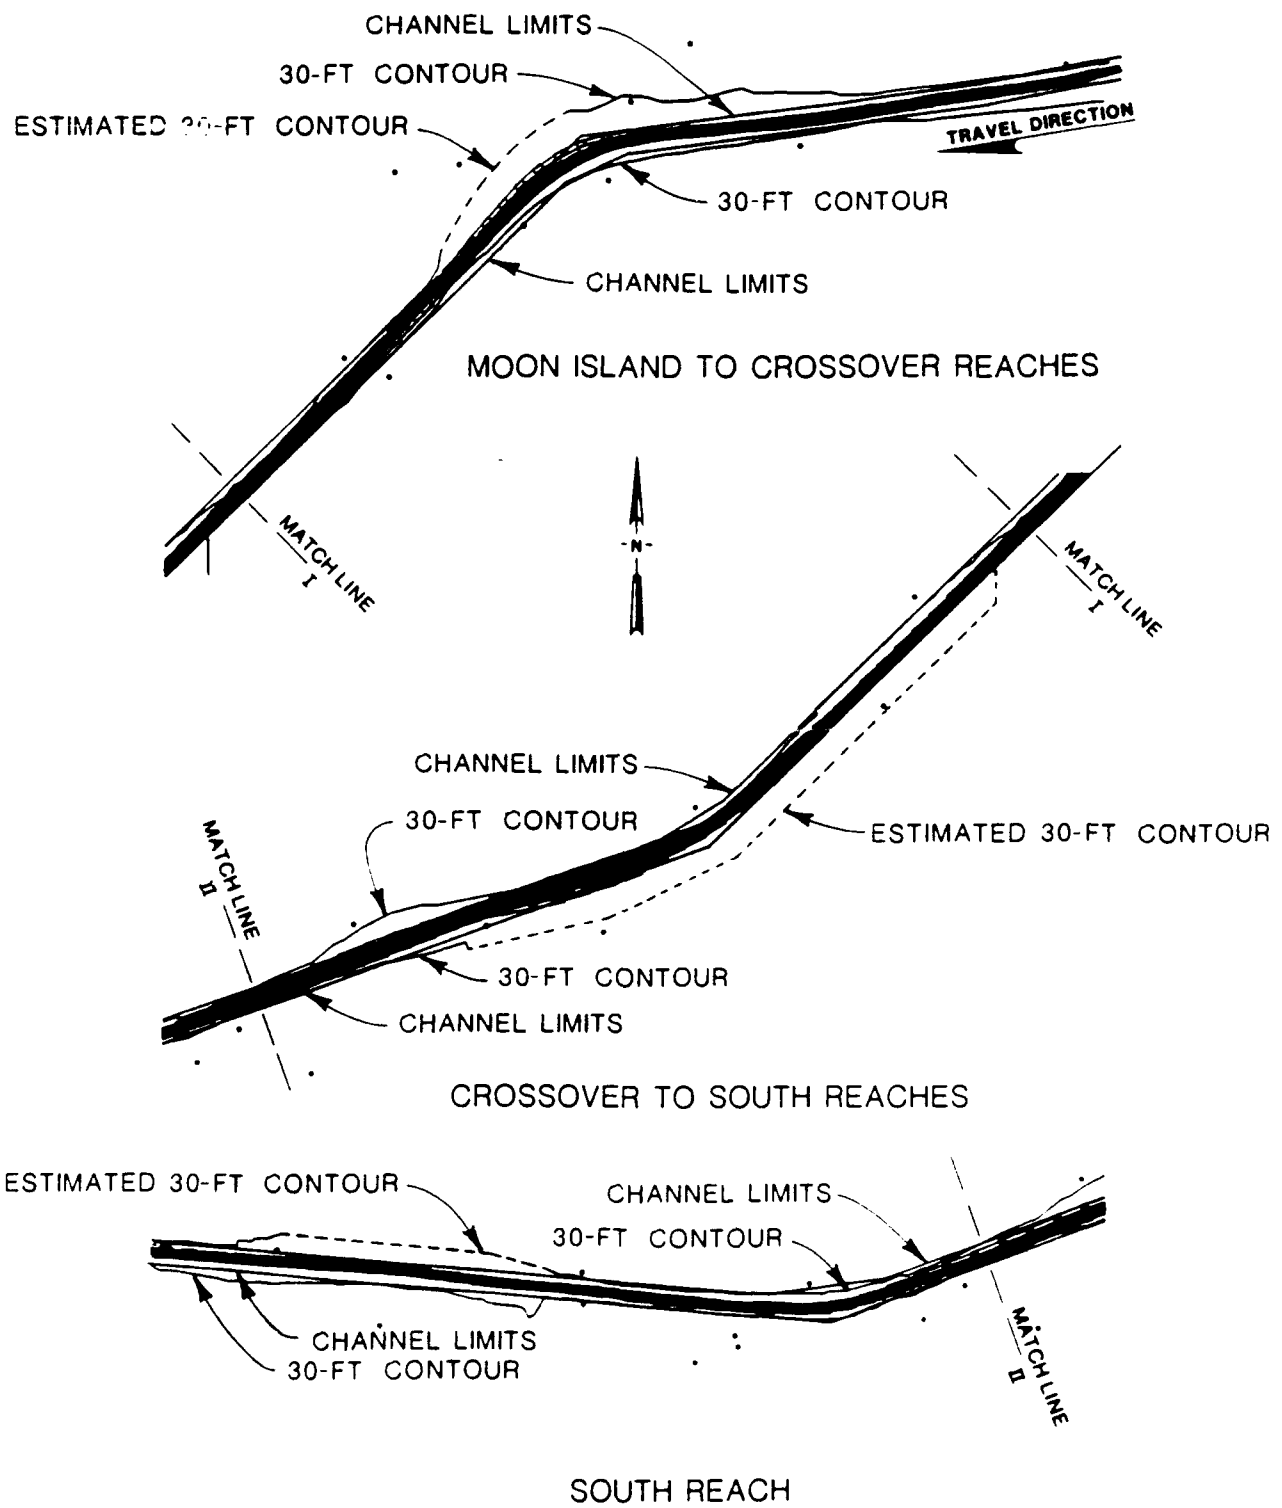 CHANNEL LIMITS
30-FT CONTOUR
ESTIMATED 30-FT CONTOUR
TRAVEL DIRECTION
30-FT CONTOUR
CHANNEL LIMITS
MOON ISLAND TO CROSSOVER REACHES
MATCH LINE
I
N
MATCH LINE
I
CHANNEL LIMITS
30-FT CONTOUR
ESTIMATED 30-FT CONTOUR
MATCH LINE
II
30-FT CONTOUR
CHANNEL LIMITS
CROSSOVER TO SOUTH REACHES
ESTIMATED 30-FT CONTOUR
CHANNEL LIMITS
30-FT CONTOUR
CHANNEL LIMITS
30-FT CONTOUR
MATCH LINE
II
SOUTH REACH